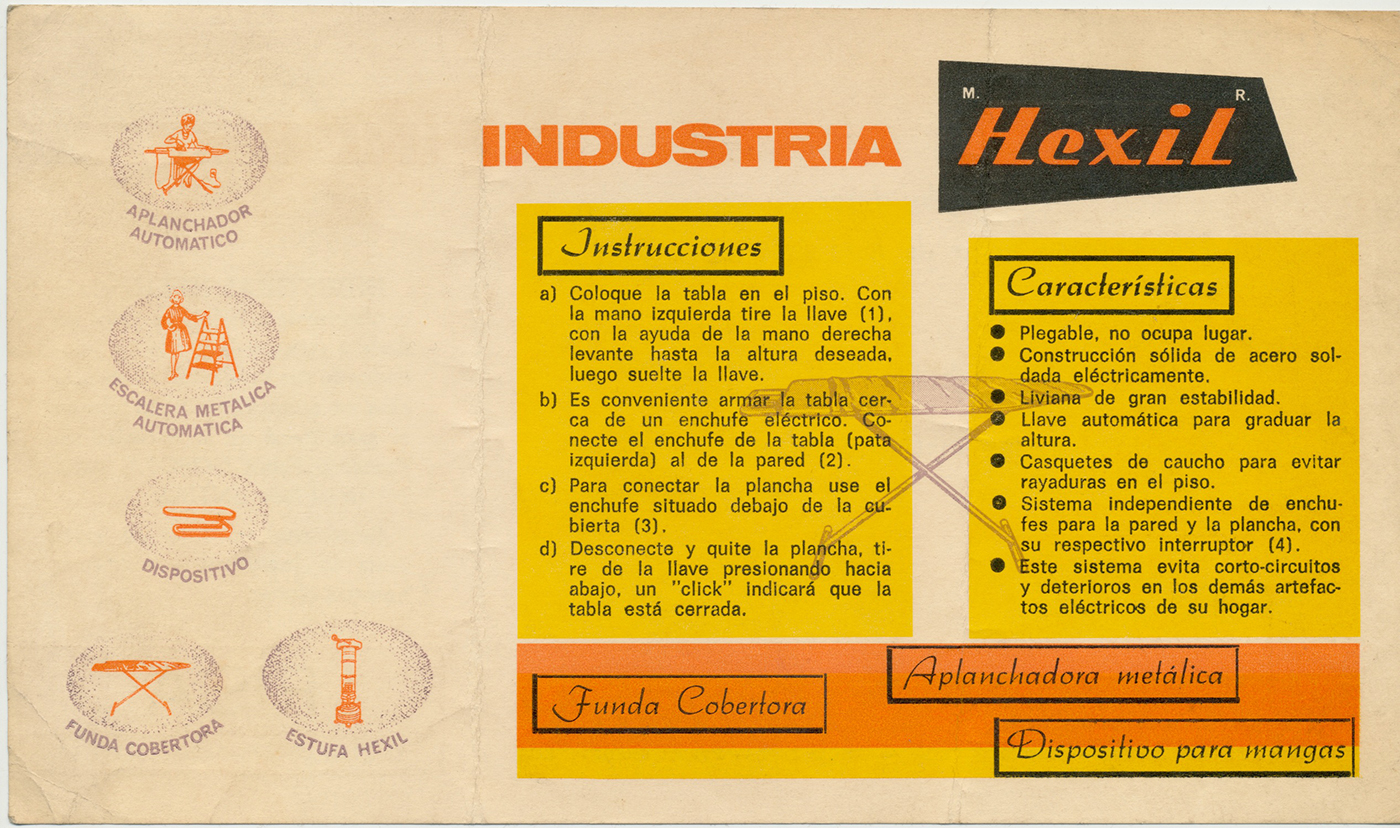 APLANCHADOR
AUTOMATICO
ESCALERA METALICA
AUTOMATICA
DISPOSITIVO
FUNDA COBERTORA
ESTUFA HEXIL
INDUSTRIA
M. R.
Hexil
Instrucciones
a) Coloque la tabla en el piso. Con
la mano izquierda tire la llave (1),
con la ayuda de la mano derecha
levante hasta la altura deseada,
luego suelte la llave.
b) Es conveniente armar la tabla cer-
ca de un enchufe eléctrico. Co-
necte el enchufe de la tabla (pata
izquierda) al de la pared (2).
c) Para conectar la plancha use el
enchufe situado debajo de la cu-
bierta (3).
d) Desconecte y quite la plancha, ti-
re de la llave presionando hacia
abajo, un "click" indicará que la
tabla está cerrada.
Características
● Plegable, no ocupa lugar.
● Construcción sólida de acero sol-
dada eléctricamente.
● Liviana de gran estabilidad.
● Llave automática para graduar la
altura.
● Casquetes de caucho para evitar
rayaduras en el piso.
● Sistema independiente de enchu-
fes para la pared y la plancha, con
su respectivo interruptor (4).
● Este sistema evita corto-circuitos
y deterioros en los demás artefac-
tos eléctricos de su hogar.
Funda Cobertora
Aplanchadora metálica
Dispositivo para mangas